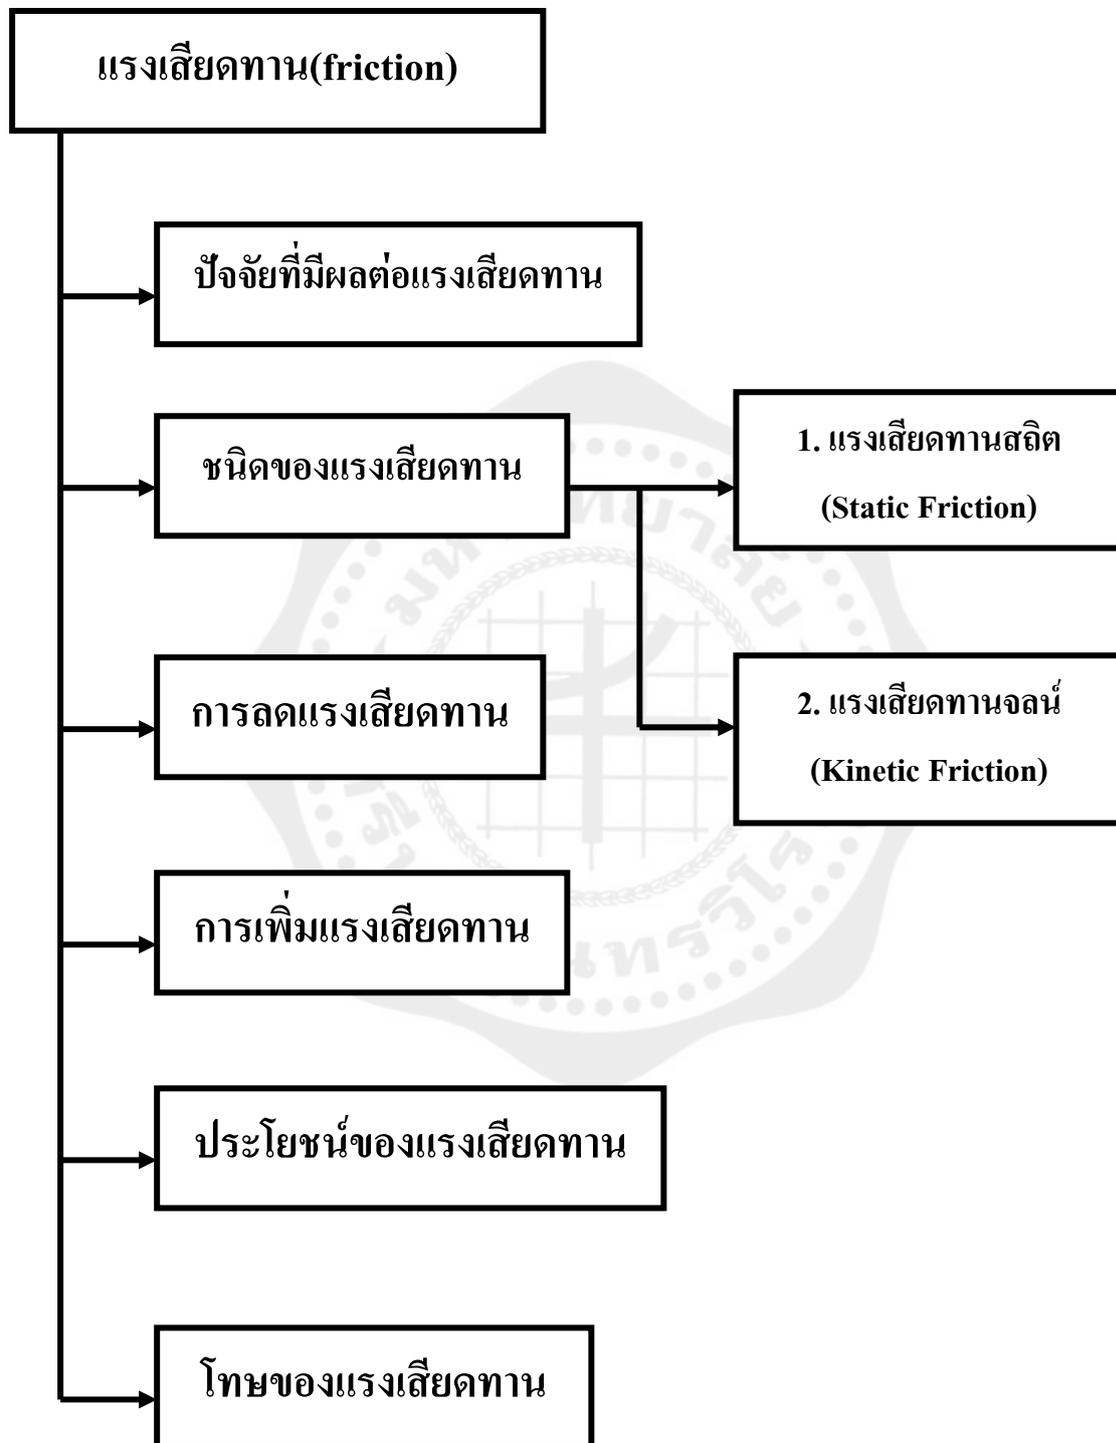 แรงเสียดทาน(friction)
ปัจจัยที่มีผลต่อแรงเสียดทาน
ชนิดของแรงเสียดทาน
1. แรงเสียดทานสถิต
(Static Friction)
2. แรงเสียดทานจลน์
(Kinetic Friction)
การลดแรงเสียดทาน
การเพิ่มแรงเสียดทาน
ประโยชน์ของแรงเสียดทาน
โทษของแรงเสียดทาน